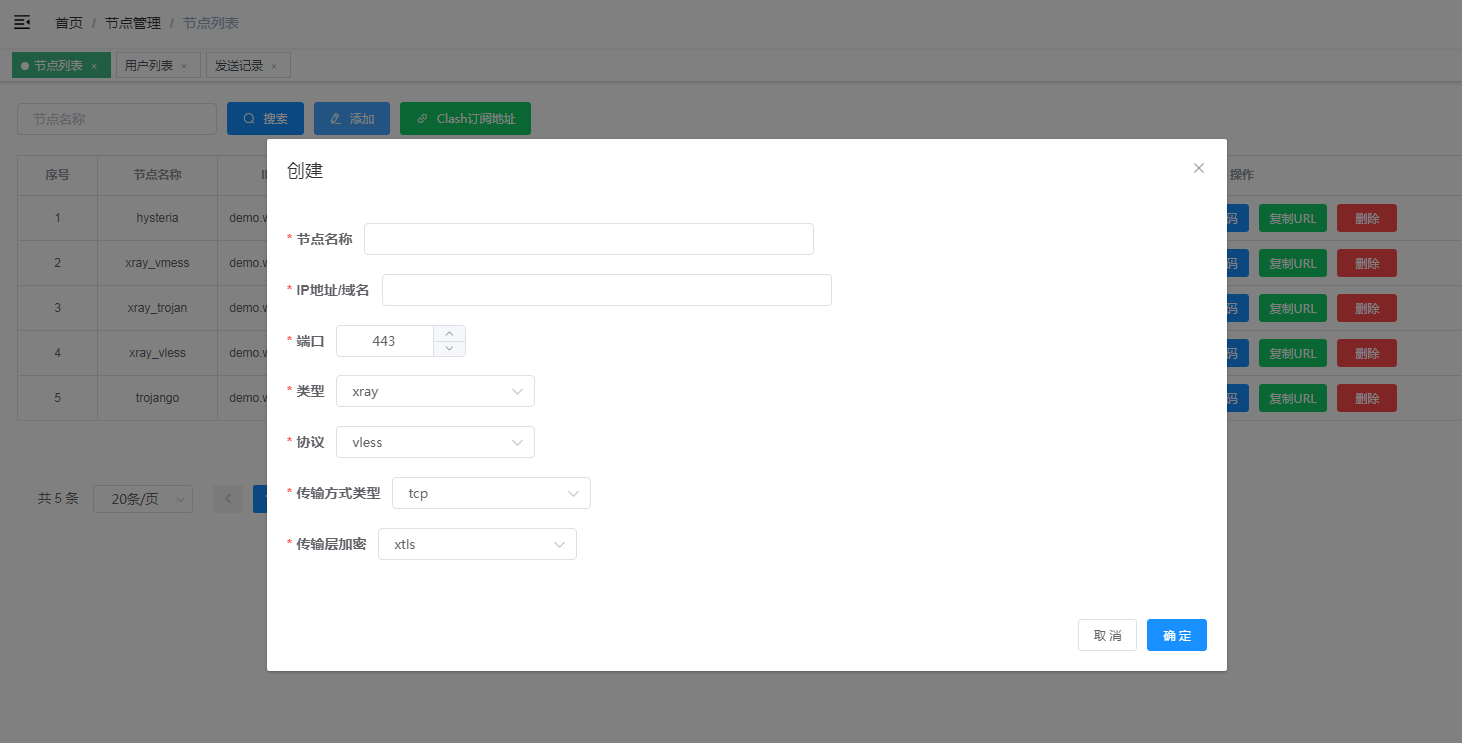 首页 / 节点管理 / 节点列表
节点列表 × 用户列表 × 发送记录 ×
节点名称 搜索 添加 Clash订阅地址
创建
序号 节点名称 操作
1 hysteria 码 复制URL 删除
* 节点名称
2 xray_vmess 码 复制URL 删除
* IP地址/域名
3 xray_trojan 码 复制URL 删除
* 端口 443
4 xray_vless 码 复制URL 删除
* 类型 xray
5 trojango 码 复制URL 删除
* 协议 vless
* 传输方式类型 tcp
共 5 条 20条/页
* 传输层加密 xtls
取 消 确 定